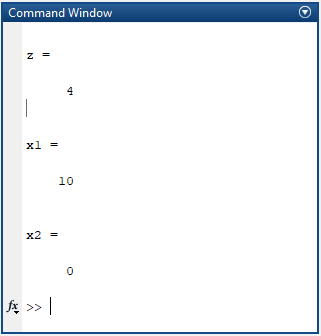 Command Window
z =
4
x1 =
10
x2 =
0
fx >>